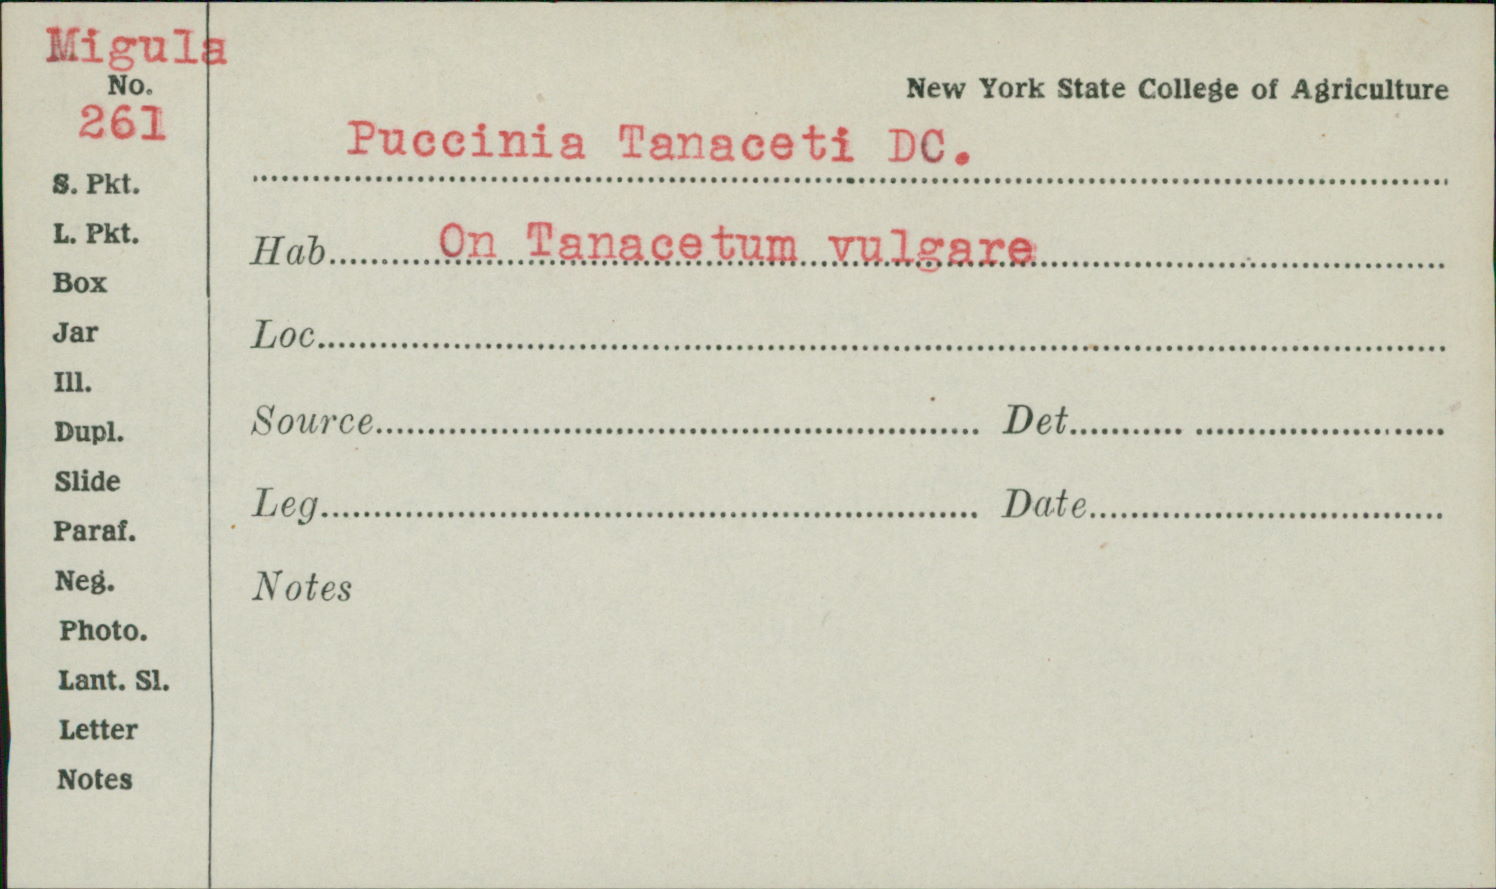 Migula
No.
261
New York State College of Agriculture
Puccinia Tanaceti DC.
S. Pkt.
L. Pkt.
Hab. On Tanacetum vulgare
Box
Jar
Loc.
Ill.
Dupl.
Source Det.
Slide
Leg. Date
Paraf.
Neg.
Notes
Photo.
Lant. Sl.
Letter
Notes